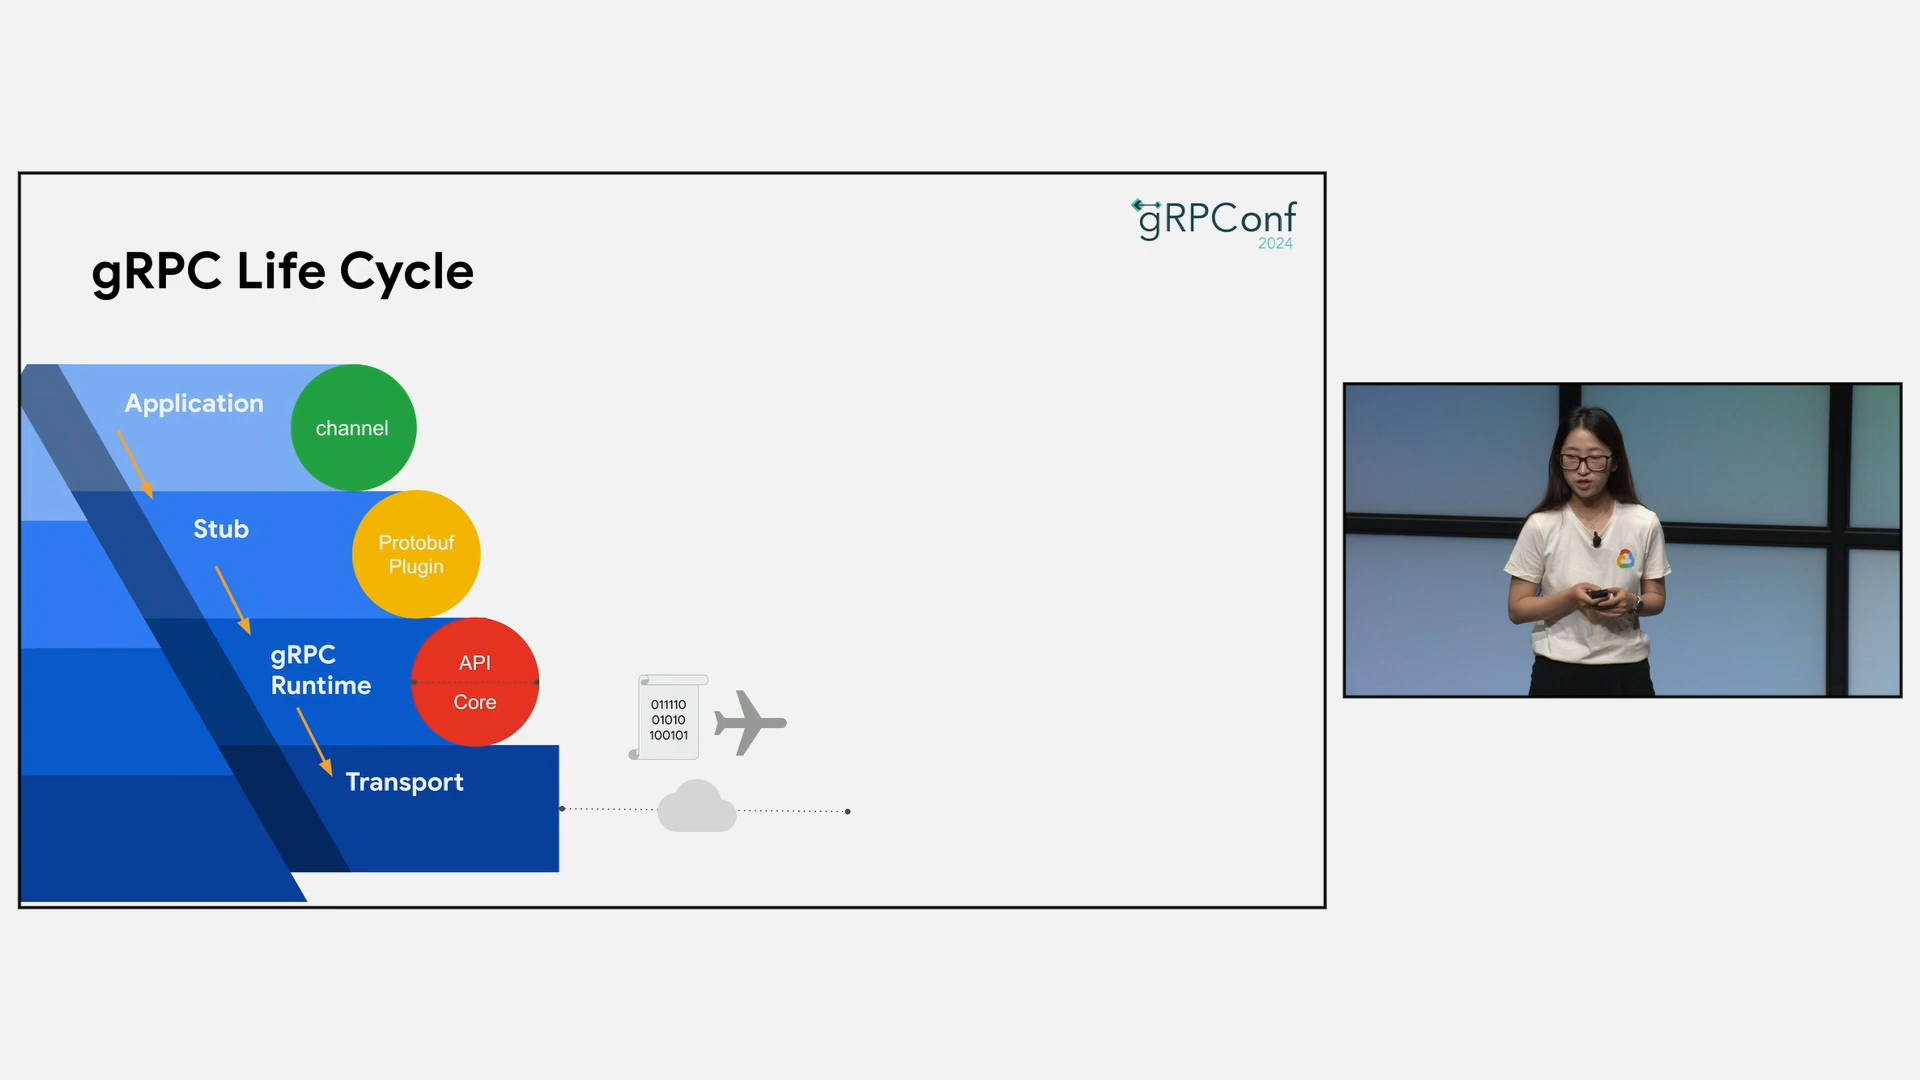 gRPConf
2024
gRPC Life Cycle
Application
channel
Stub
Protobuf
Plugin
gRPC
Runtime
API
Core
011110
01010
100101
Transport